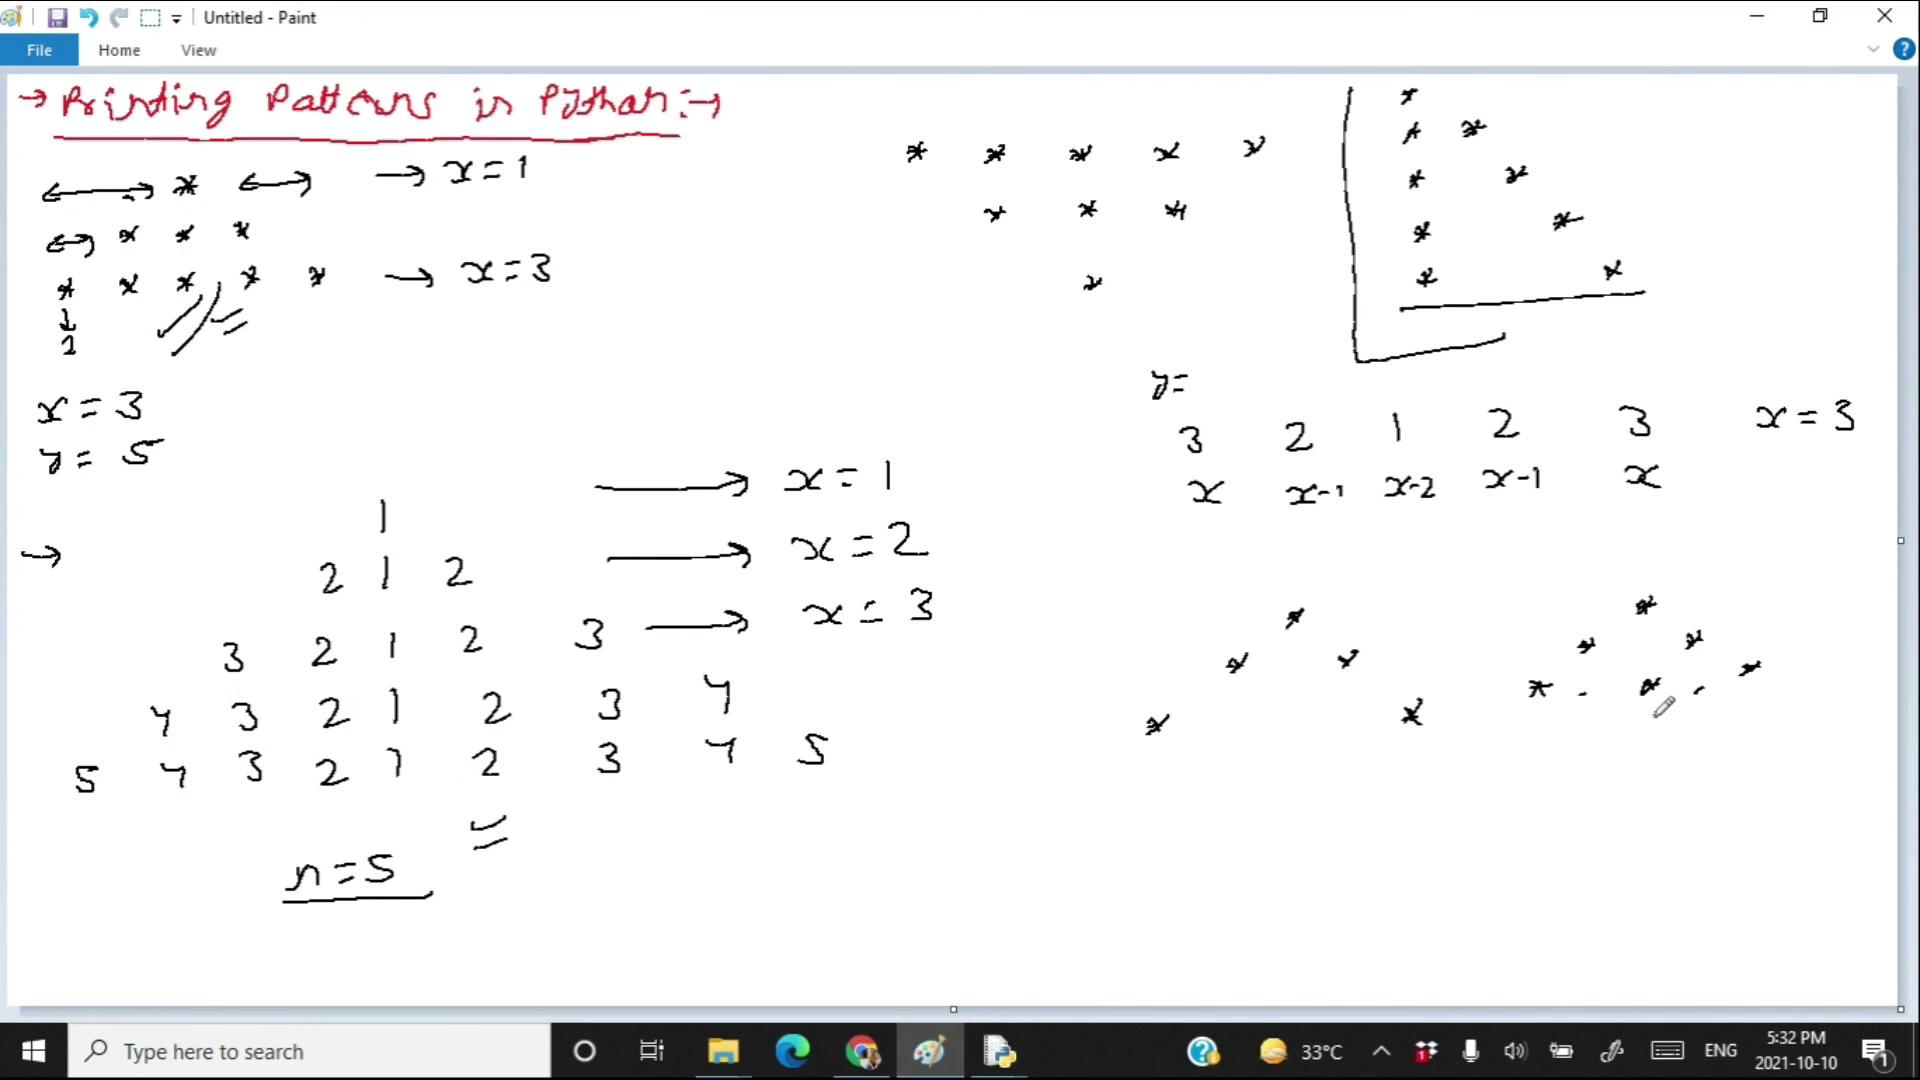 Untitled - Paint
File Home View
→ Printing Patterns in Python:→
* → x = 1
* * *
* * * * * → x = 3
↓
1
x = 3
y = 5
→
1 → x = 1
2 1 2 → x = 2
3 2 1 2 3 → x = 3
4 3 2 1 2 3 4
5 4 3 2 1 2 3 4 5
n = 5
* * * * *
* * *
*
*
* *
* *
* *
* *
y =
3 2 1 2 3 x = 3
x x-1 x-2 x-1 x
*
* *
* *
*
* *
* * *
Type here to search
1
33°C
ENG
5:32 PM
2021-10-10
1